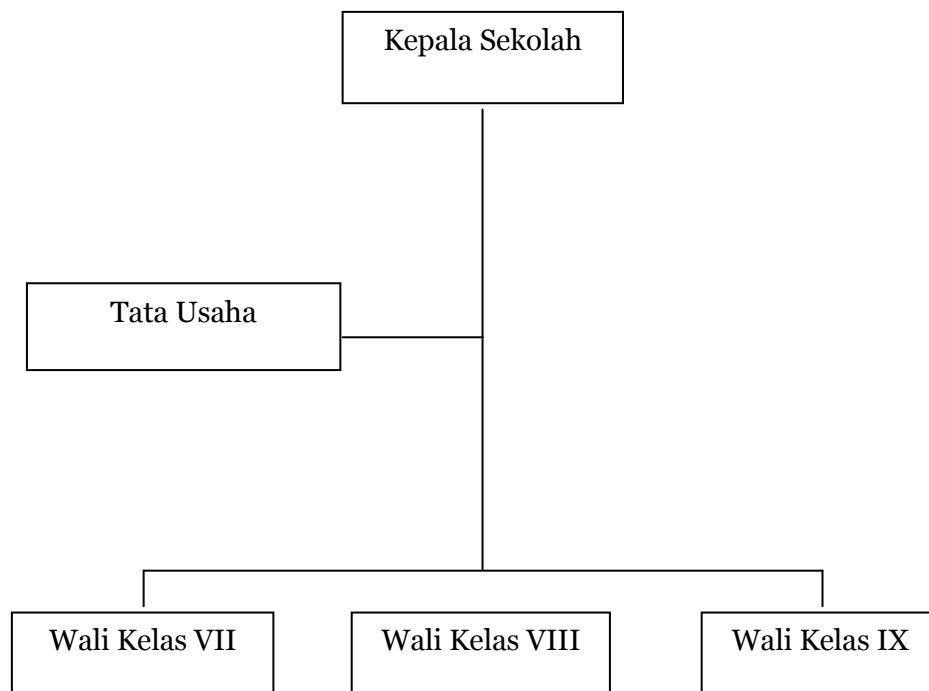 Kepala Sekolah
Tata Usaha
Wali Kelas VII
Wali Kelas VIII
Wali Kelas IX